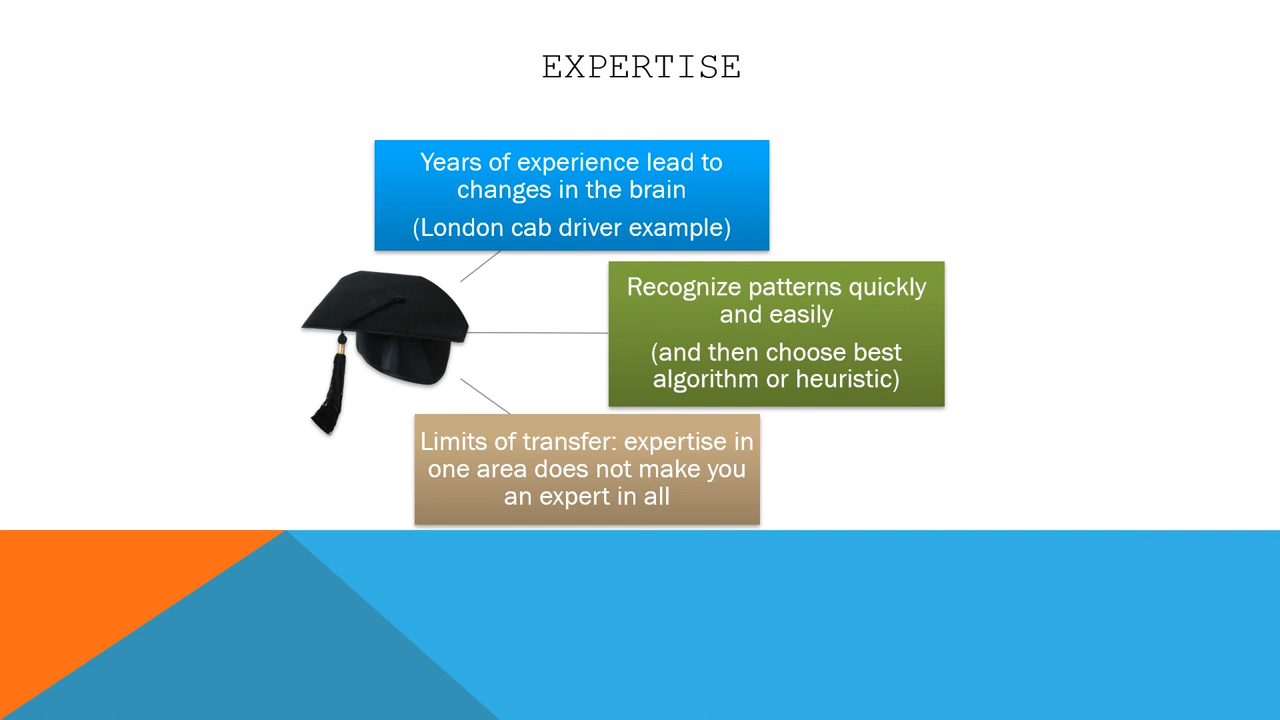 EXPERTISE
Years of experience lead to
changes in the brain
(London cab driver example)
Recognize patterns quickly
and easily
(and then choose best
algorithm or heuristic)
Limits of transfer: expertise in
one area does not make you
an expert in all